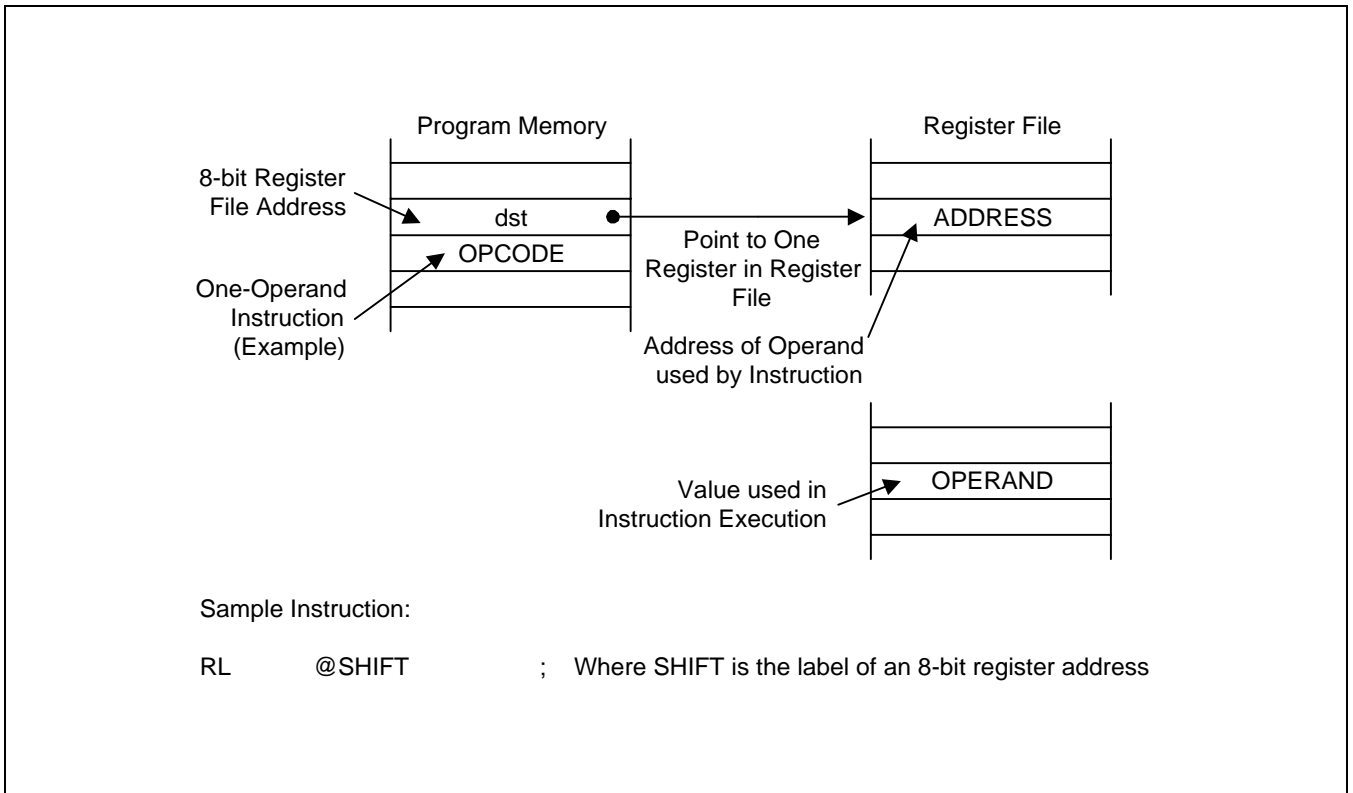 Program Memory
Register File
8-bit Register
File Address
dst
ADDRESS
OPCODE
Point to One
Register in Register
File
One-Operand
Instruction
(Example)
Address of Operand
used by Instruction
OPERAND
Value used in
Instruction Execution
Sample Instruction:
RL @SHIFT ; Where SHIFT is the label of an 8-bit register address